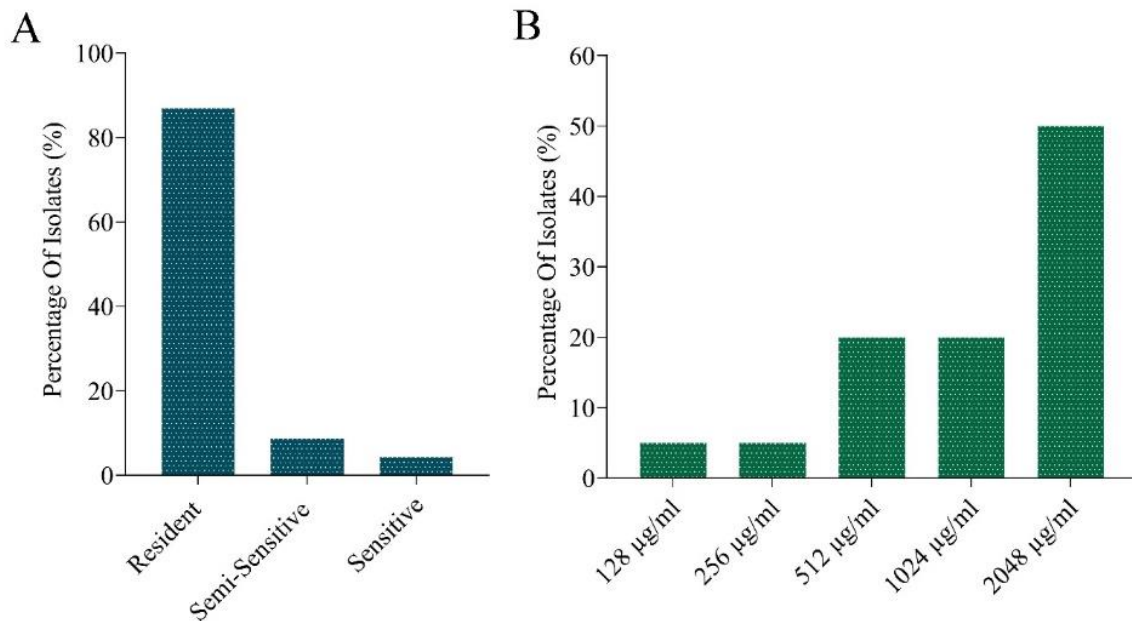 A
Percentage Of Isolates (%)
100
80
60
40
20
0
Resident
Semi-Sensitive
Sensitive
B
Percentage Of Isolates (%)
60
50
40
30
20
10
0
128 µg/ml
256 µg/ml
512 µg/ml
1024 µg/ml
2048 µg/ml